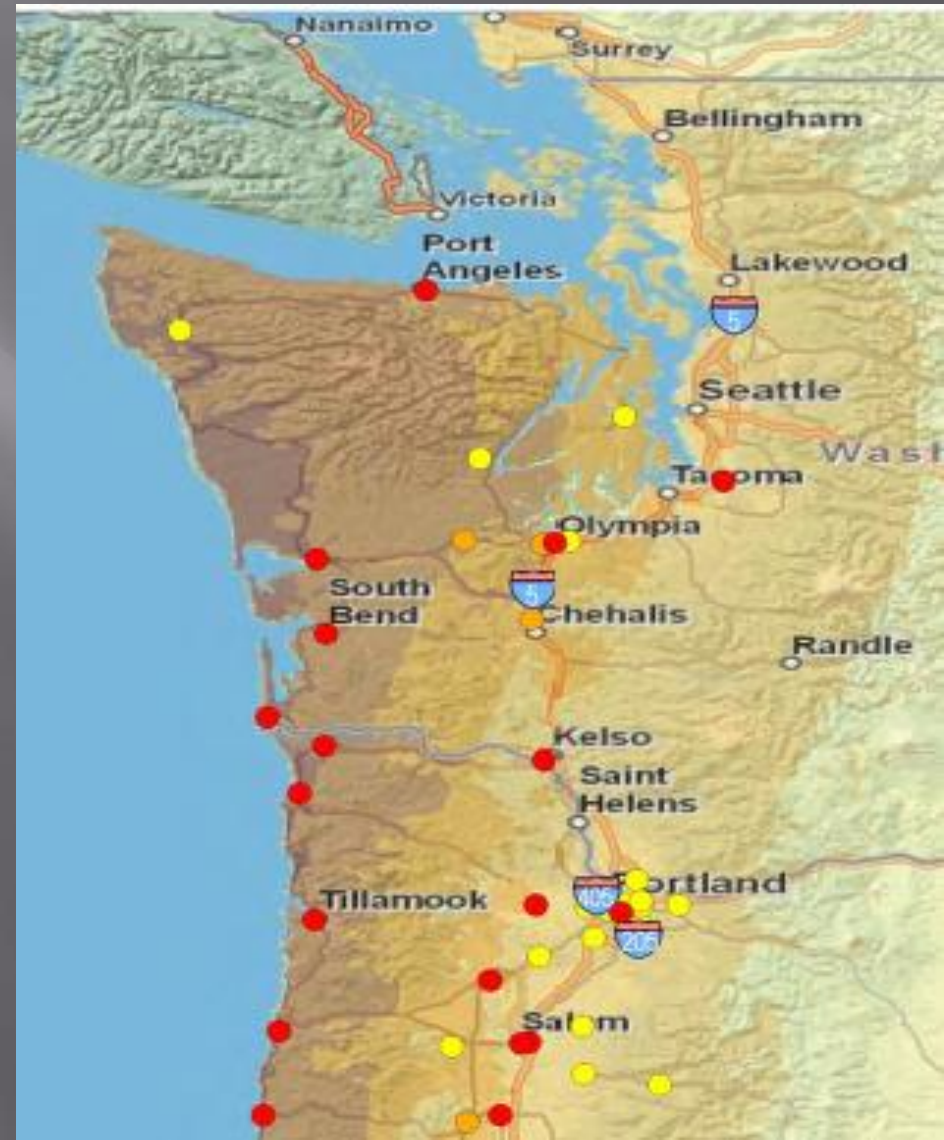 Nanaimo
Surrey
Bellingham
Victoria
Port
Angeles
Lakewood
5
Seattle
Wash
Tacoma
Olympia
5
South
Bend
Chehalis
Randle
Kelso
Saint
Helens
Portland
405
Tillamook
205
Salem